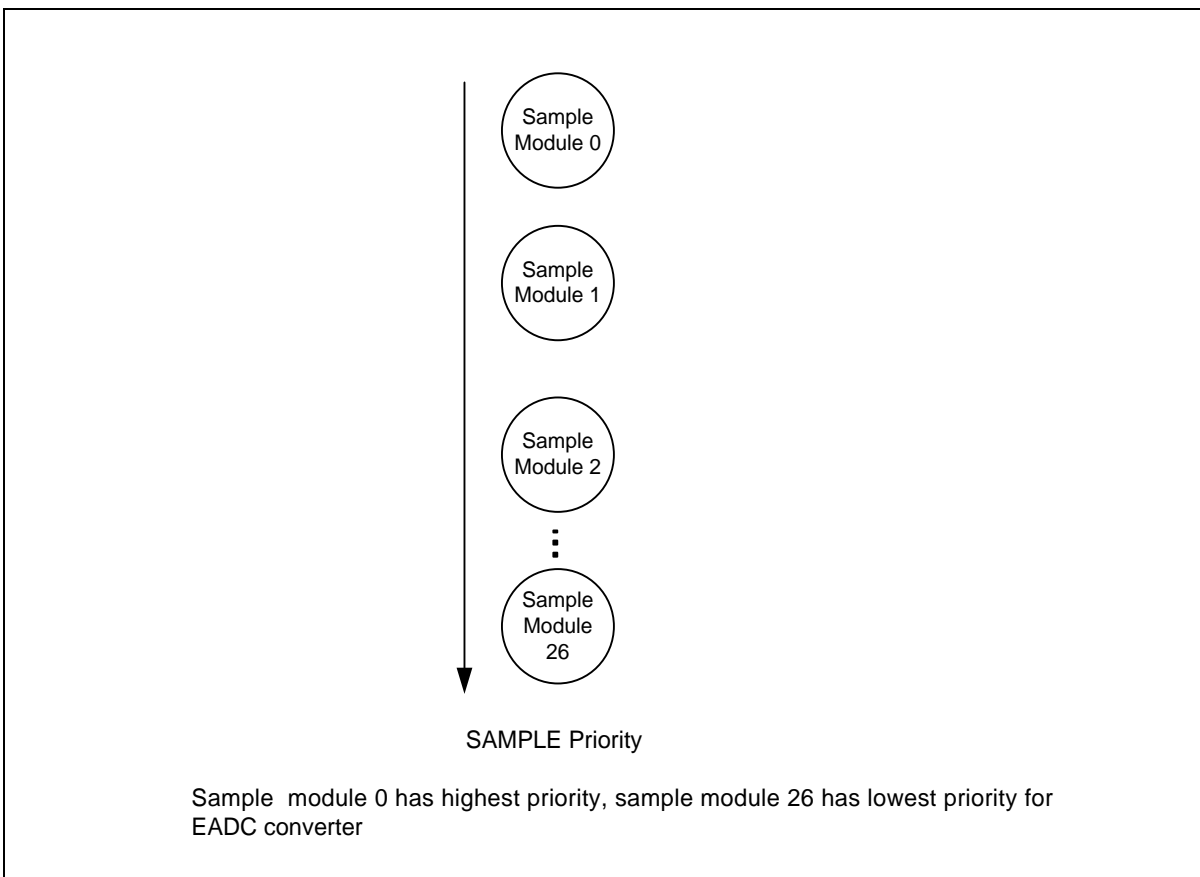 Sample
Module 0
Sample
Module 1
Sample
Module 2
Sample
Module
26
SAMPLE Priority
Sample module 0 has highest priority, sample module 26 has lowest priority for
EADC converter